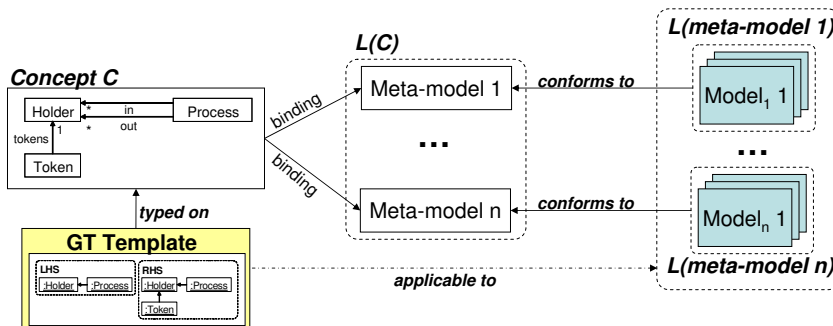 L(meta-model 1)
L(C)
Concept C
Meta-model 1
conforms to
Model1 1
binding
Holder
*
in
Process
1
*
out
tokens
Token
...
...
binding
Meta-model n
conforms to
Modeln 1
typed on
GT Template
L(meta-model n)
LHS
RHS
:Holder
:Process
:Holder
:Process
:Token
applicable to